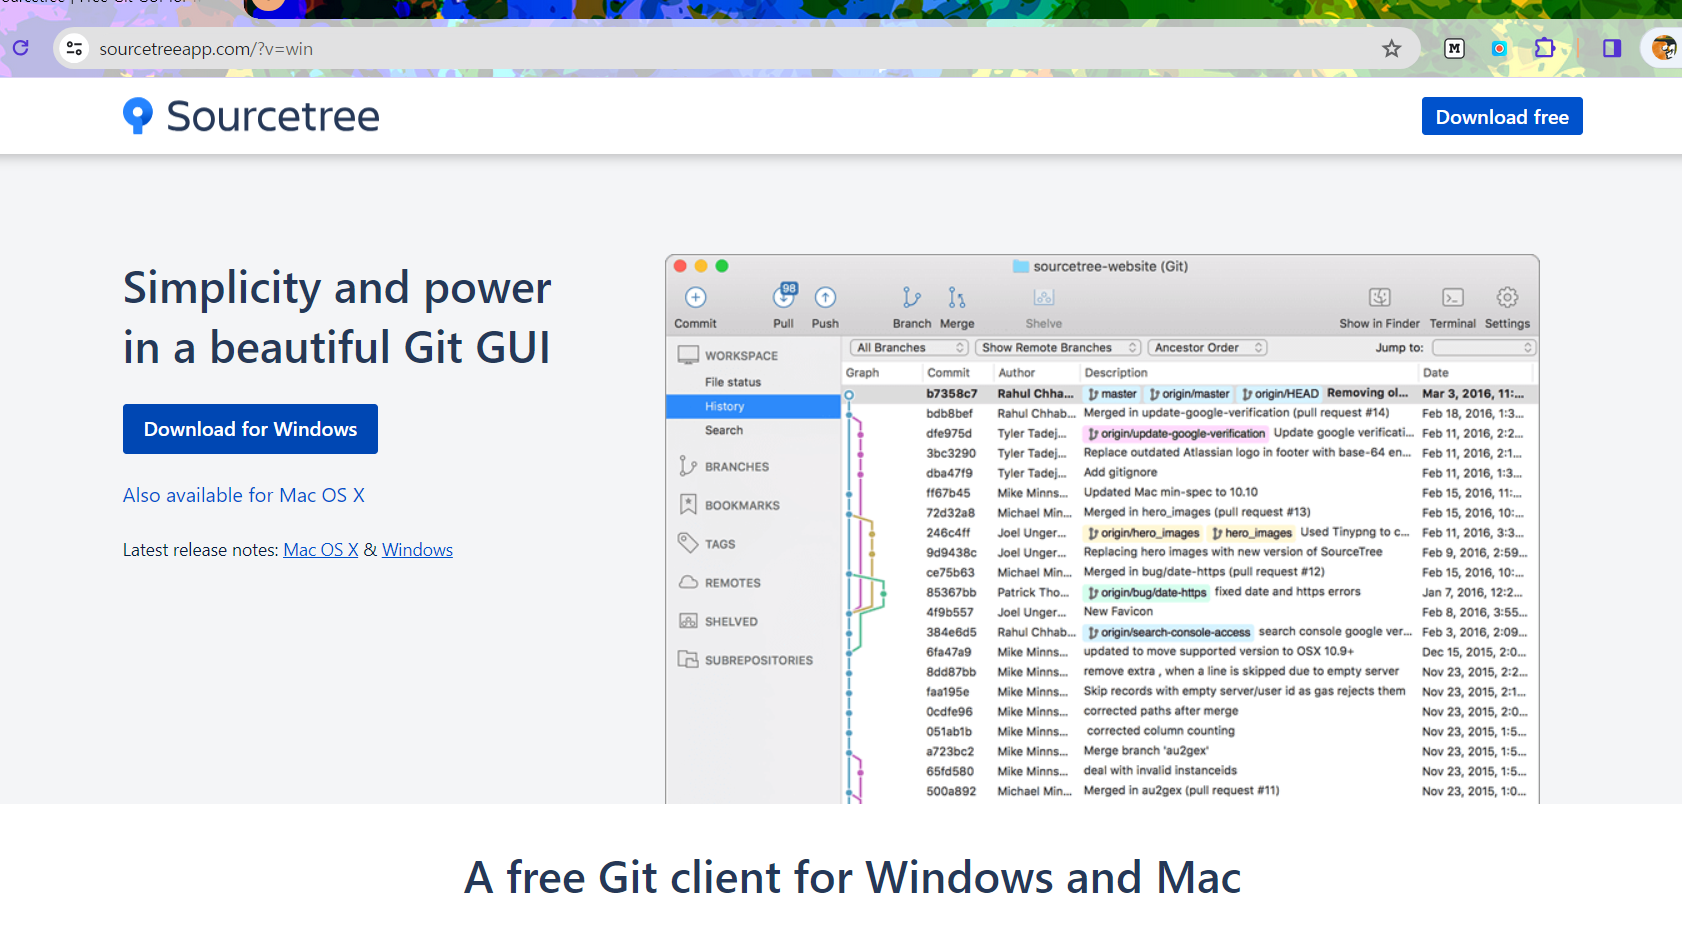 Sourcetree | Free Git GUI for
sourcetreeapp.com/?v=win
M
Sourcetree
Download free
Simplicity and power
in a beautiful Git GUI
Download for Windows
Also available for Mac OS X
Latest release notes: Mac OS X & Windows
sourcetree-website (Git)
98
Commit Pull Push Branch Merge Shelve Show in Finder Terminal Settings
WORKSPACE
File status
History
Search
BRANCHES
BOOKMARKS
TAGS
REMOTES
SHELVED
SUBREPOSITORIES
All Branches Show Remote Branches Ancestor Order Jump to:
Graph Commit Author Description Date
b7358c7 Rahul Chha... master origin/master origin/HEAD Removing ol... Mar 3, 2016, 11:...
bdb8bef Rahul Chhab... Merged in update-google-verification (pull request #14) Feb 18, 2016, 1:3...
dfe975d Tyler Tadej... origin/update-google-verification Update google verificati... Feb 11, 2016, 2:2...
3bc3290 Tyler Tadej... Replace outdated Atlassian logo in footer with base-64 en... Feb 11, 2016, 2:1...
dba47f9 Tyler Tadej... Add gitignore Feb 11, 2016, 1:3...
ff67b45 Mike Minns... Updated Mac min-spec to 10.10 Feb 15, 2016, 11:...
72d32a8 Michael Min... Merged in hero_images (pull request #13) Feb 15, 2016, 10:...
246c4ff Joel Unger... origin/hero_images hero_images Used Tinypng to c... Feb 11, 2016, 3:3...
9d9438c Joel Unger... Replacing hero images with new version of SourceTree Feb 9, 2016, 2:59...
ce75b63 Michael Min... Merged in bug/date-https (pull request #12) Feb 15, 2016, 10:...
85367bb Patrick Tho... origin/bug/date-https fixed date and https errors Jan 7, 2016, 12:2...
4f9b557 Joel Unger... New Favicon Feb 8, 2016, 3:55...
384e6d5 Rahul Chhab... origin/search-console-access search console google ver... Feb 3, 2016, 2:09...
6fa47a9 Mike Minns... updated to move supported version to OSX 10.9+ Dec 15, 2015, 2:0...
8dd87bb Mike Minns... remove extra , when a line is skipped due to empty server Nov 23, 2015, 2:2...
faa195e Mike Minns... Skip records with empty server/user id as gas rejects them Nov 23, 2015, 2:1...
0cdfe96 Mike Minns... corrected paths after merge Nov 23, 2015, 2:0...
051ab1b Mike Minns... corrected column counting Nov 23, 2015, 1:5...
a723bc2 Mike Minns... Merge branch 'au2gex' Nov 23, 2015, 1:5...
65fd580 Mike Minns... deal with invalid instanceids Nov 23, 2015, 1:5...
500a892 Michael Min... Merged in au2gex (pull request #11) Nov 23, 2015, 1:0...
A free Git client for Windows and Mac